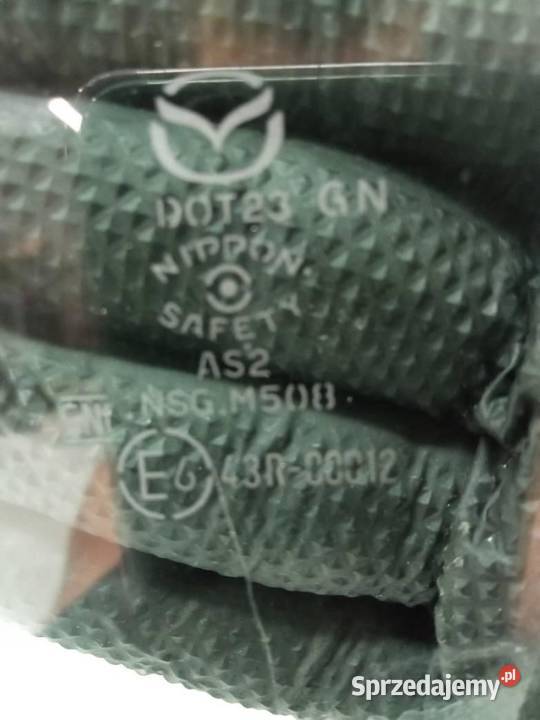 DOT23 GN
NIPPON
SAFETY
AS2
NSG M508
E6 43R-00012
Sprzedajemy.pl